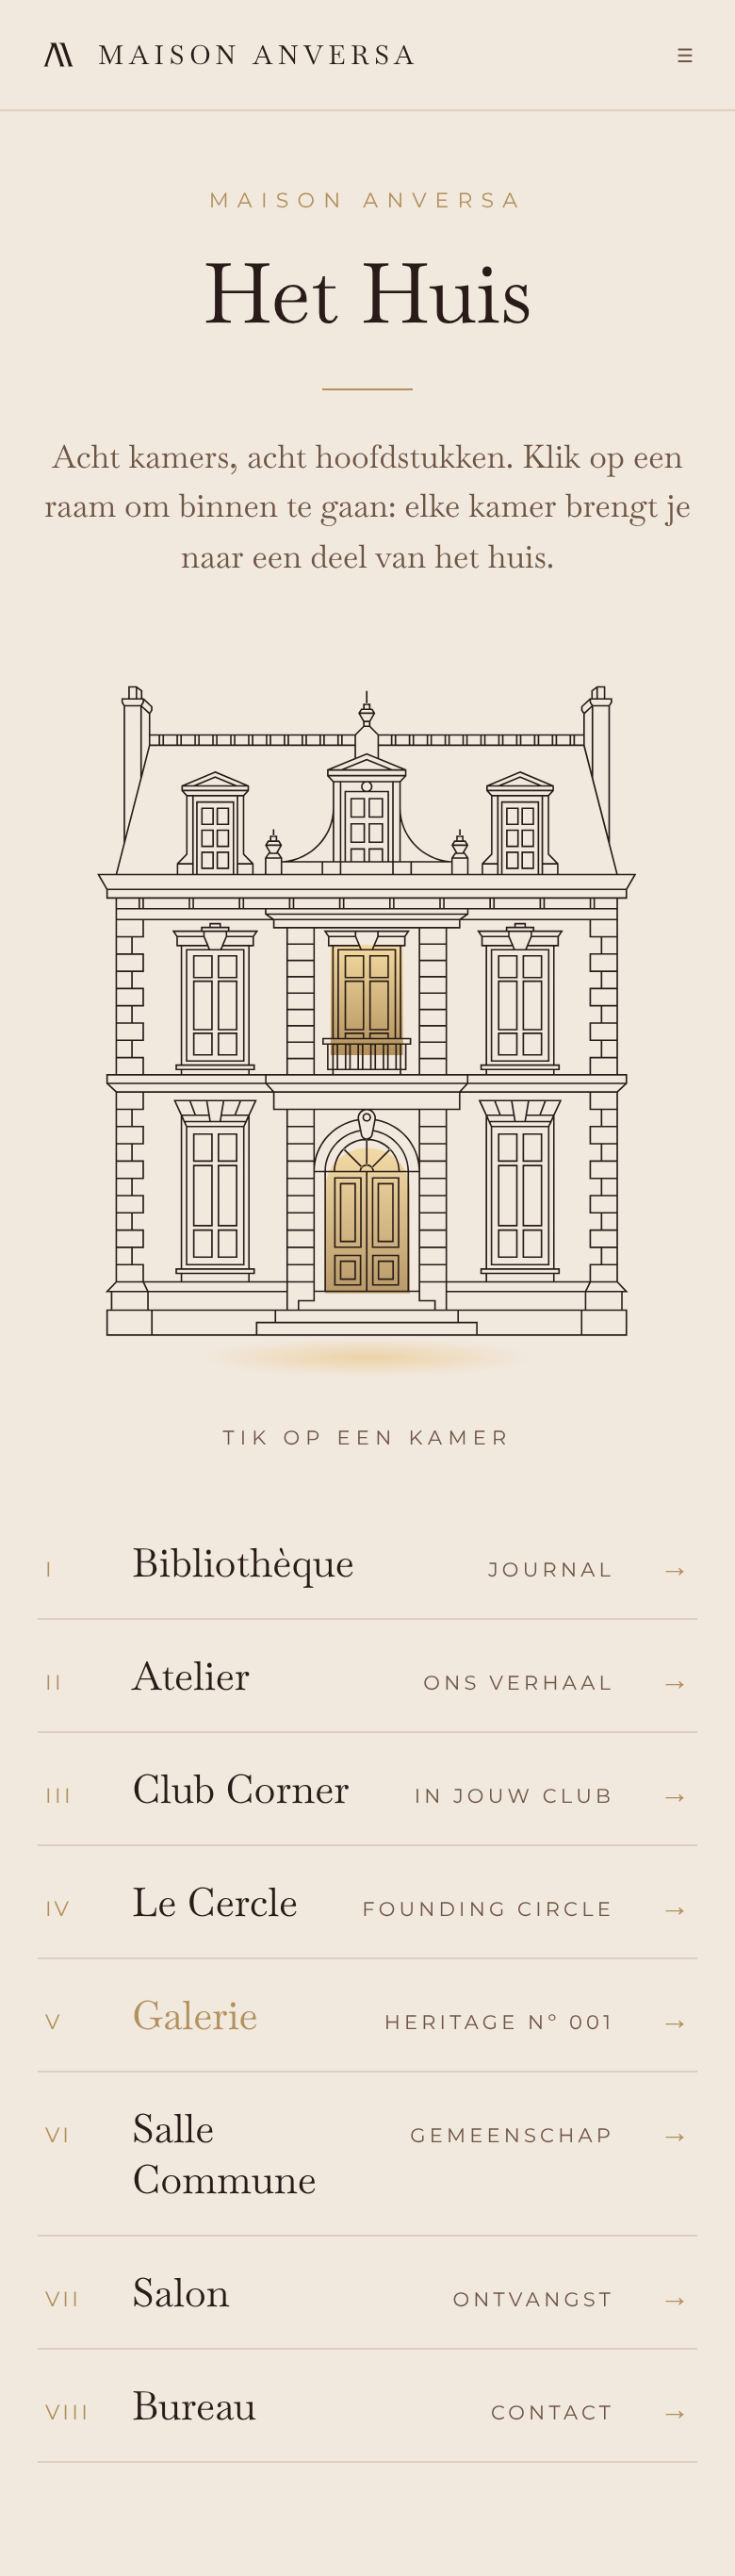 MAISON ANVERSA
MAISON ANVERSA
Het Huis
Acht kamers, acht hoofdstukken. Klik op een
raam om binnen te gaan: elke kamer brengt je
naar een deel van het huis.
TIK OP EEN KAMER
I Bibliothèque JOURNAL →
II Atelier ONS VERHAAL →
III Club Corner IN JOUW CLUB →
IV Le Cercle FOUNDING CIRCLE →
V Galerie HERITAGE N° 001 →
VI Salle GEMEENSCHAP →
Commune
VII Salon ONTVANGST →
VIII Bureau CONTACT →